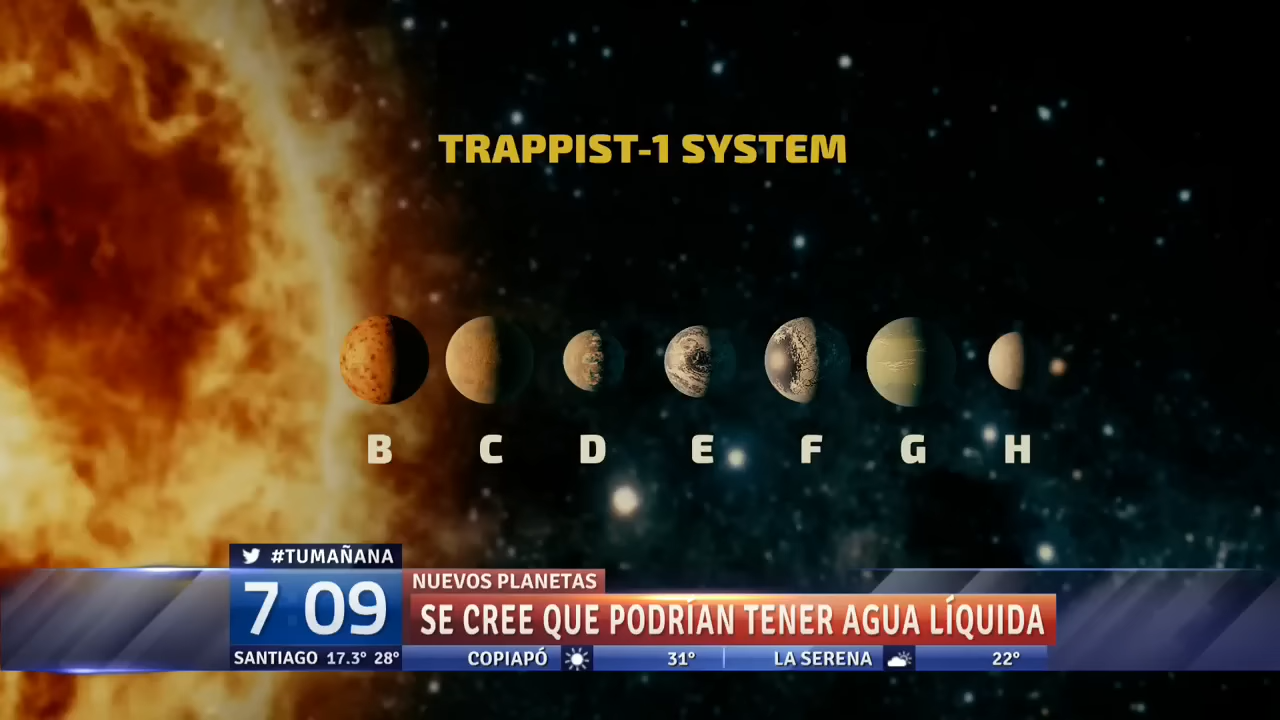 TRAPPIST-1 SYSTEM
B C D E F G H
#TUMAÑANA
7 09
NUEVOS PLANETAS
SE CREE QUE PODRÍAN TENER AGUA LÍQUIDA
SANTIAGO 17.3° 28° COPIAPÓ 31° LA SERENA 22°